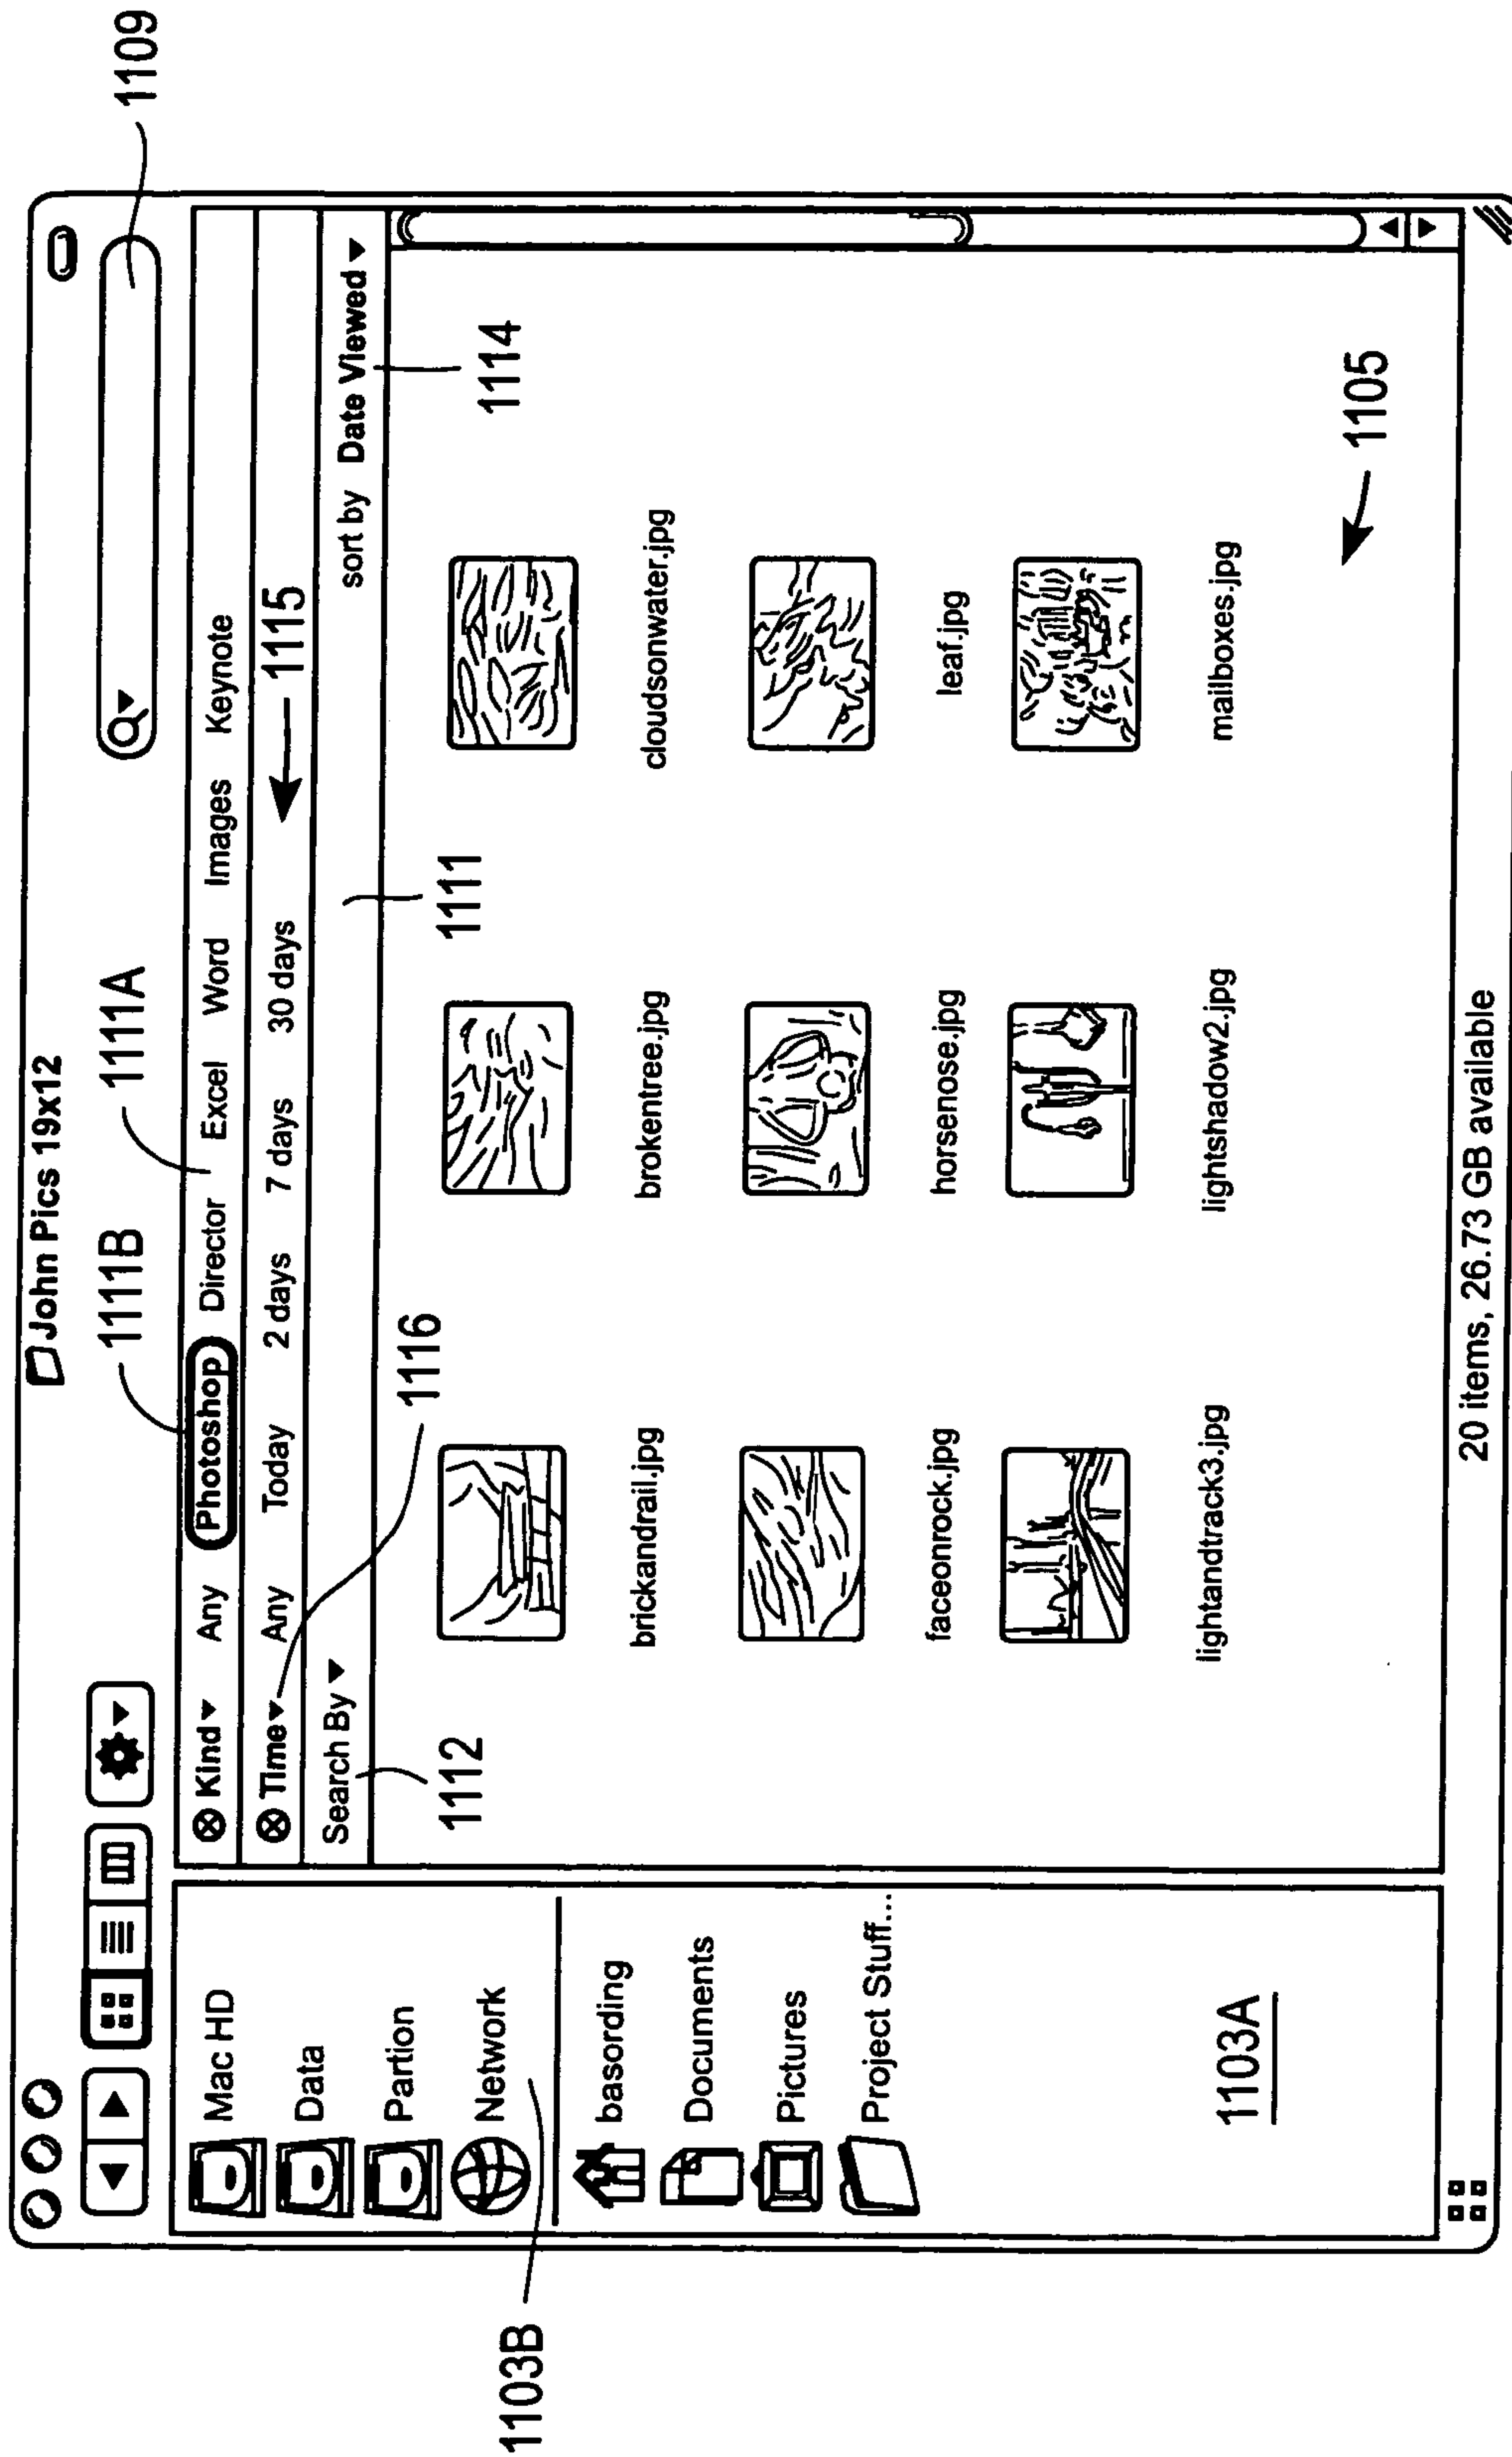 John Pics 19x12
1109
1111B
1111A
Kind Any Photoshop Director Excel Word Images Keynote
Time Any Today 2 days 7 days 30 days
1115
Search By
sort by Date Viewed
1116
1112
1111
1114
Mac HD
Data
Partion
Network
1103B
basording
Documents
Pictures
Project Stuff...
1103A
brickandrail.jpg
brokentree.jpg
cloudsonwater.jpg
faceonrock.jpg
horsenose.jpg
leaf.jpg
lightandtrack3.jpg
lightshadow2.jpg
mailboxes.jpg
1105
20 items, 26.73 GB available